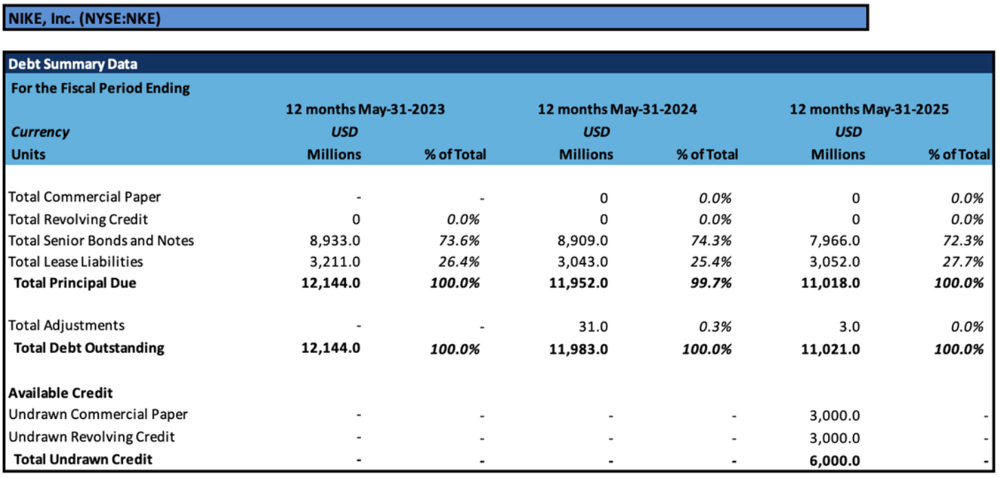 NIKE, Inc. (NYSE:NKE)
Debt Summary Data
For the Fiscal Period Ending
12 months May-31-2023 12 months May-31-2024 12 months May-31-2025
Currency USD USD USD
Units Millions % of Total Millions % of Total Millions % of Total
Total Commercial Paper - - 0 0.0% 0 0.0%
Total Revolving Credit 0 0.0% 0 0.0% 0 0.0%
Total Senior Bonds and Notes 8,933.0 73.6% 8,909.0 74.3% 7,966.0 72.3%
Total Lease Liabilities 3,211.0 26.4% 3,043.0 25.4% 3,052.0 27.7%
Total Principal Due 12,144.0 100.0% 11,952.0 99.7% 11,018.0 100.0%
Total Adjustments - - 31.0 0.3% 3.0 0.0%
Total Debt Outstanding 12,144.0 100.0% 11,983.0 100.0% 11,021.0 100.0%
Available Credit
Undrawn Commercial Paper - - - - 3,000.0 -
Undrawn Revolving Credit - - - - 3,000.0 -
Total Undrawn Credit - - - - 6,000.0 -